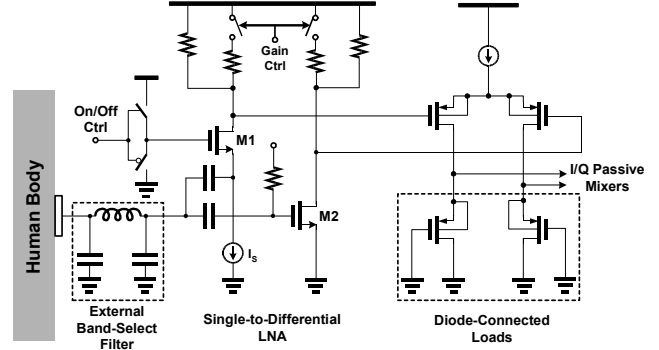 Gain
Ctrl
On/Off
Ctrl
M1
I/Q Passive
Mixers
M2
Human Body
IS
External
Band-Select
Filter
Single-to-Differential
LNA
Diode-Connected
Loads